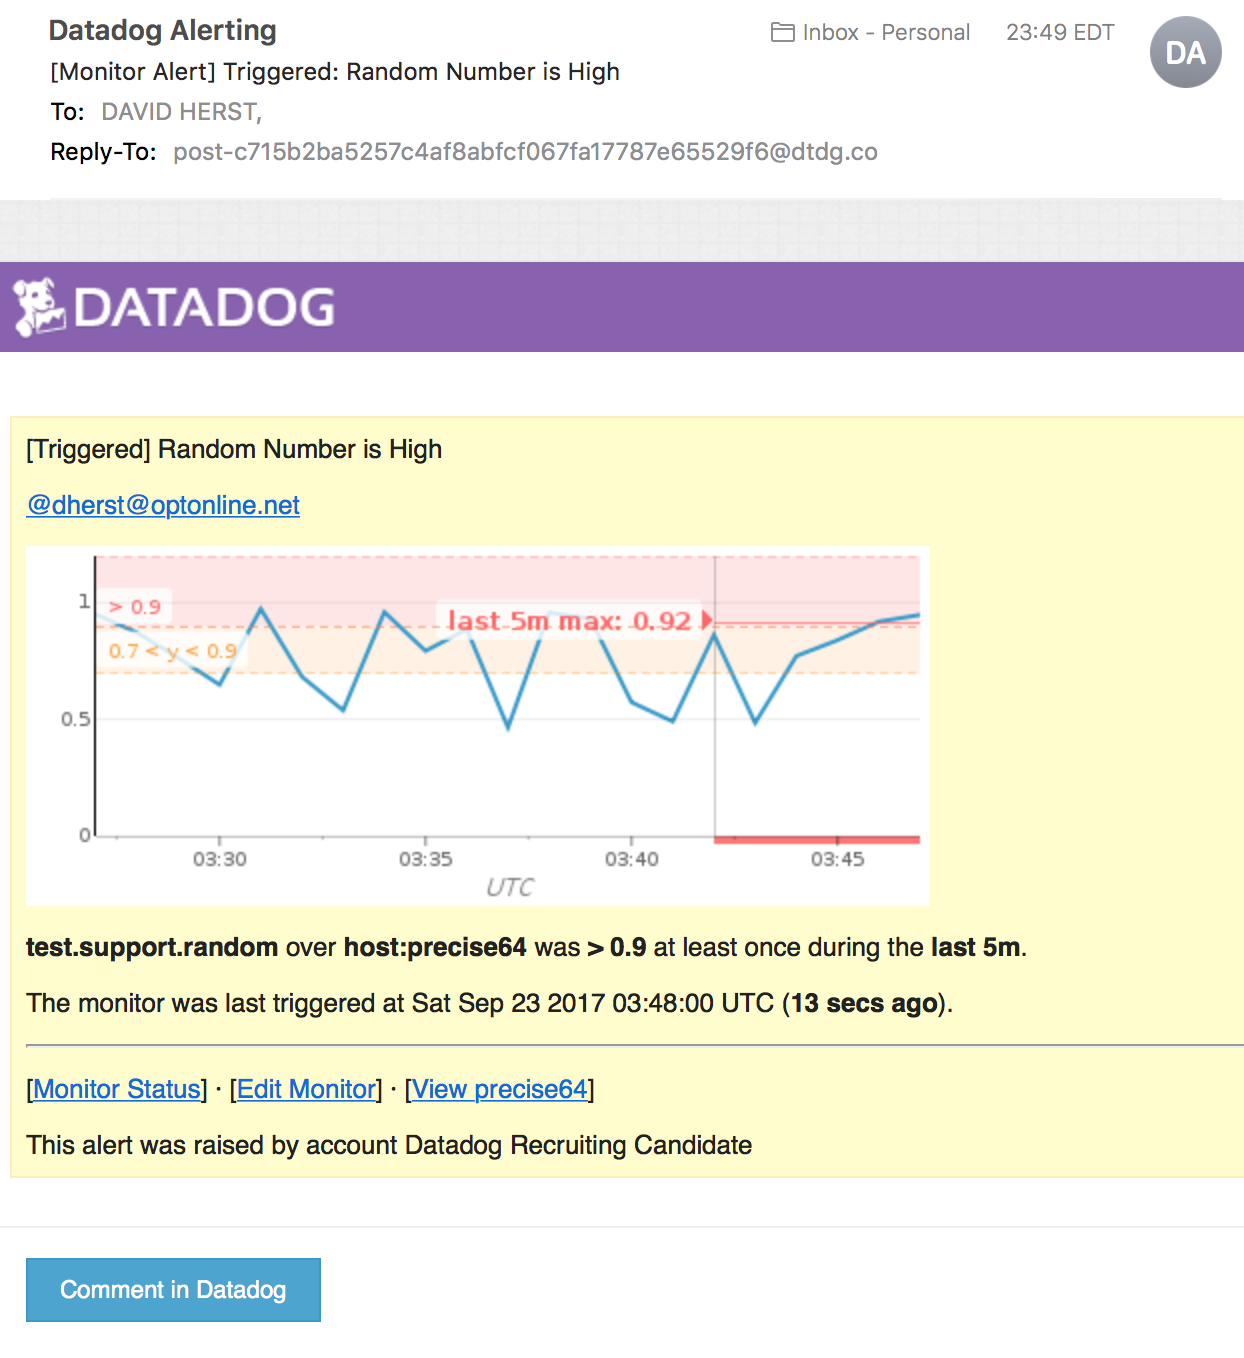 Datadog Alerting
Inbox - Personal 23:49 EDT
DA
[Monitor Alert] Triggered: Random Number is High
To: DAVID HERST,
Reply-To: post-c715b2ba5257c4af8abfcf067fa17787e65529f6@dtdg.co
DATADOG
[Triggered] Random Number is High
@dherst@optonline.net
1
> 0.9
last 5m max: 0.92
0.7 < y < 0.9
0.5
0
03:30 03:35 03:40 03:45
UTC
test.support.random over host:precise64 was > 0.9 at least once during the last 5m.
The monitor was last triggered at Sat Sep 23 2017 03:48:00 UTC (13 secs ago).
[Monitor Status] · [Edit Monitor] · [View precise64]
This alert was raised by account Datadog Recruiting Candidate
Comment in Datadog